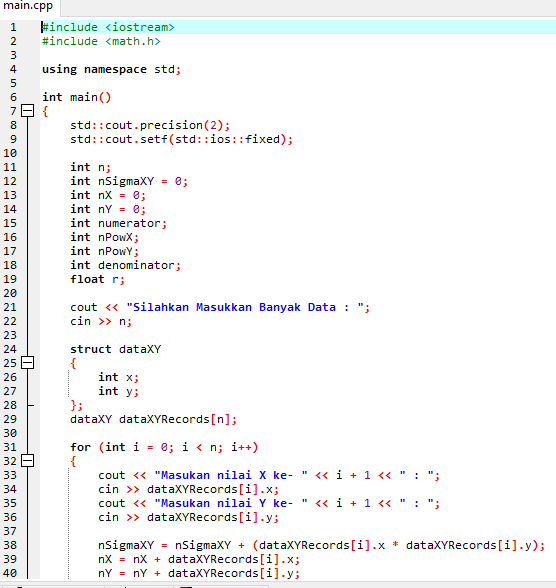 main.cpp
1 #include <iostream>
2 #include <math.h>
3
4 using namespace std;
5
6 int main()
7 {
8 std::cout.precision(2);
9 std::cout.setf(std::ios::fixed);
10
11 int n;
12 int nSigmaXY = 0;
13 int nX = 0;
14 int nY = 0;
15 int numerator;
16 int nPowX;
17 int nPowY;
18 int denominator;
19 float r;
20
21 cout << "Silahkan Masukkan Banyak Data : ";
22 cin >> n;
23
24 struct dataXY
25 {
26 int x;
27 int y;
28 };
29 dataXY dataXYRecords[n];
30
31 for (int i = 0; i < n; i++)
32 {
33 cout << "Masukan nilai X ke- " << i + 1 << " : ";
34 cin >> dataXYRecords[i].x;
35 cout << "Masukan nilai Y ke- " << i + 1 << " : ";
36 cin >> dataXYRecords[i].y;
37
38 nSigmaXY = nSigmaXY + (dataXYRecords[i].x * dataXYRecords[i].y);
39 nX = nX + dataXYRecords[i].x;
40 nY = nY + dataXYRecords[i].y;